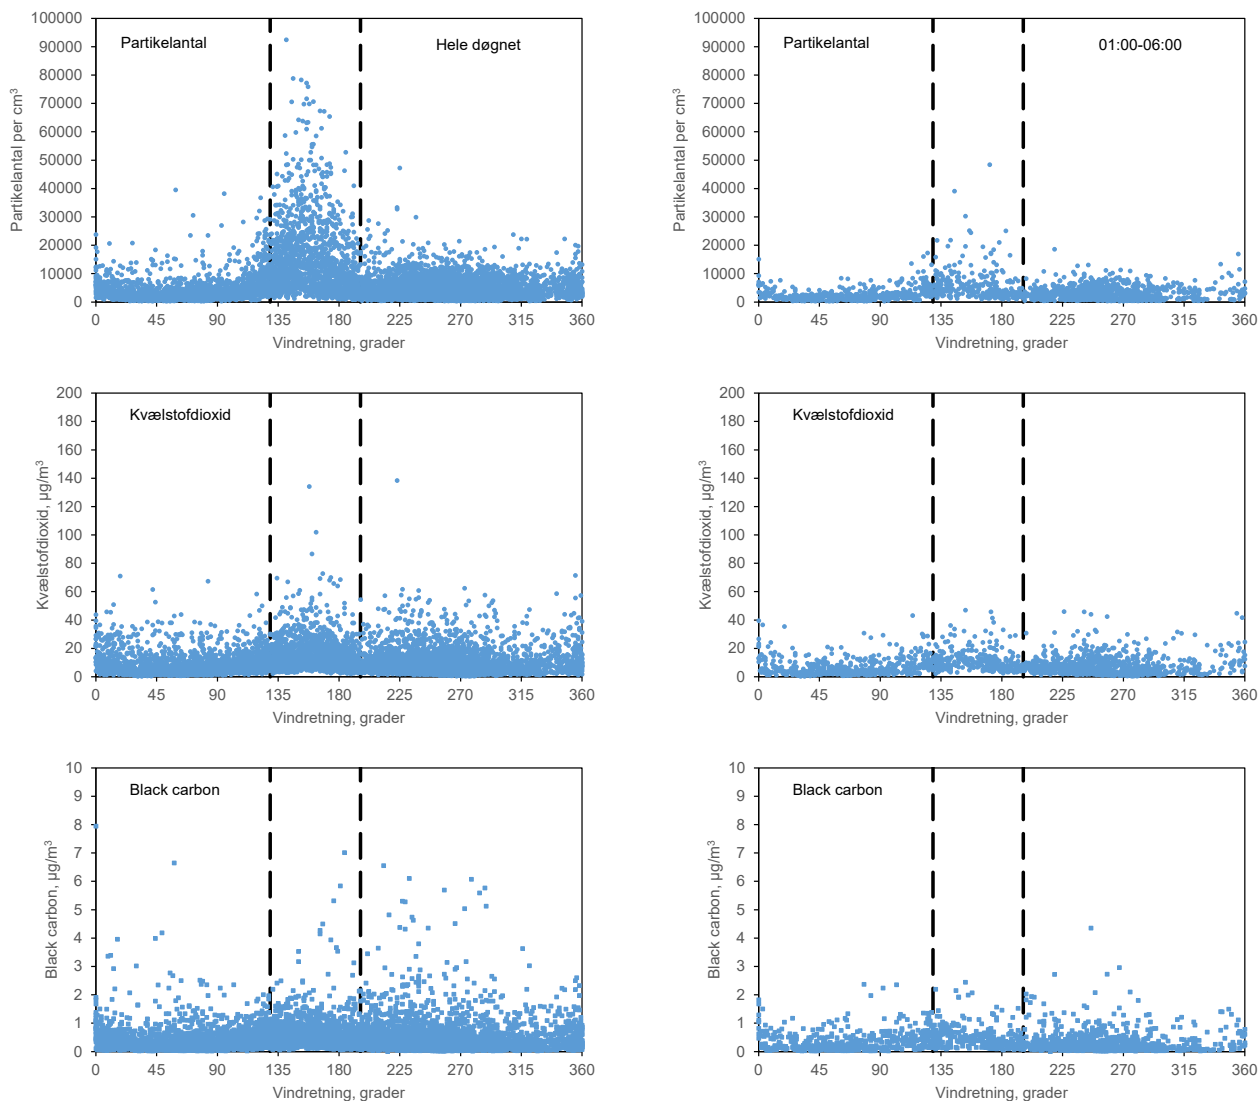 Partikelantal per cm³
100000
90000
80000
70000
60000
50000
40000
30000
20000
10000
0
Partikelantal
Hele døgnet
0 45 90 135 180 225 270 315 360
Vindretning, grader
Partikelantal per cm³
100000
90000
80000
70000
60000
50000
40000
30000
20000
10000
0
Partikelantal
01:00-06:00
0 45 90 135 180 225 270 315 360
Vindretning, grader
Kvælstofdioxid, µg/m³
200
180
160
140
120
100
80
60
40
20
0
Kvælstofdioxid
0 45 90 135 180 225 270 315 360
Vindretning, grader
Kvælstofdioxid, µg/m³
200
180
160
140
120
100
80
60
40
20
0
Kvælstofdioxid
0 45 90 135 180 225 270 315 360
Vindretning, grader
Black carbon, µg/m³
10
9
8
7
6
5
4
3
2
1
0
Black carbon
0 45 90 135 180 225 270 315 360
Vindretning, grader
Black carbon, µg/m³
10
9
8
7
6
5
4
3
2
1
0
Black carbon
0 45 90 135 180 225 270 315 360
Vindretning, grader